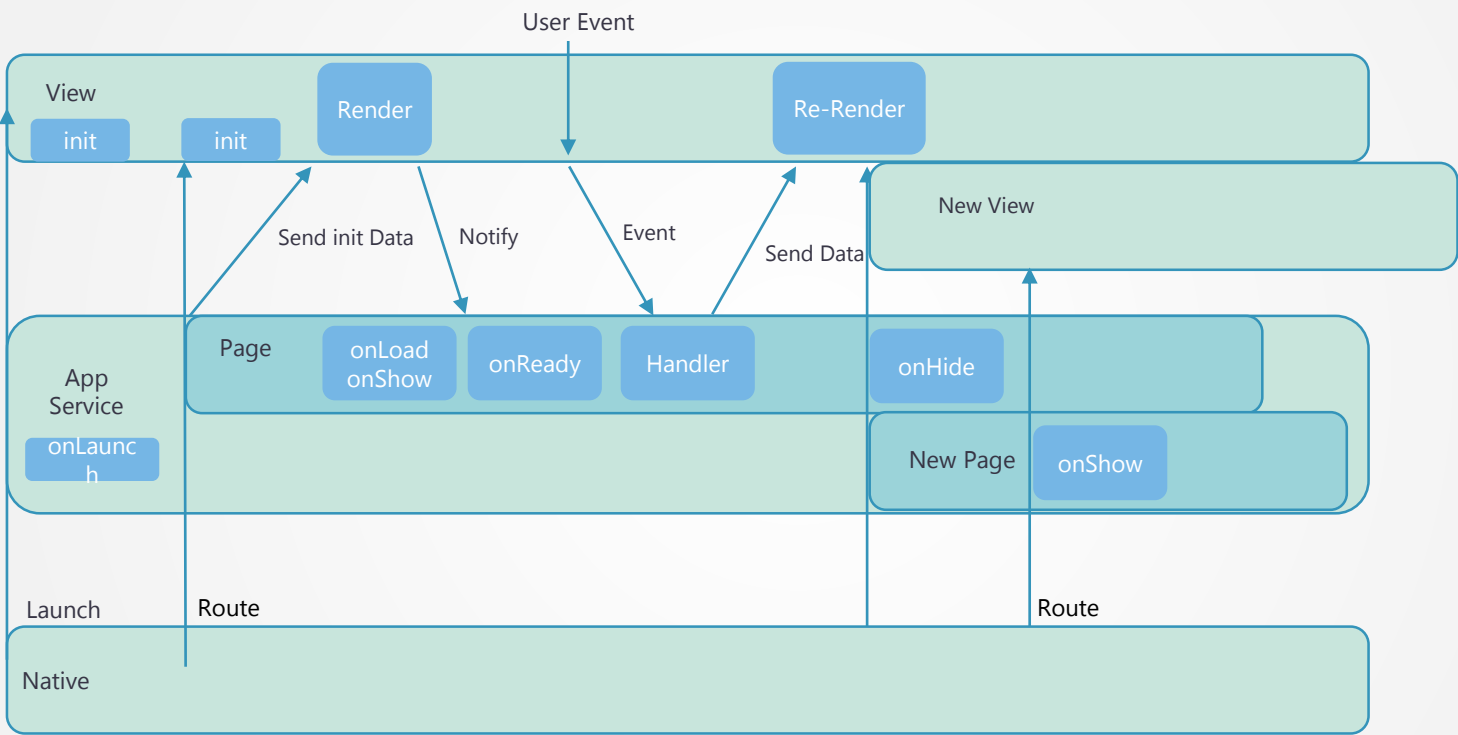 User Event
View
Render
Re-Render
init
init
New View
Send init Data
Notify
Event
Send Data
Page
onLoad
onShow
onReady
Handler
onHide
App
Service
onLaunc
h
New Page
onShow
Launch
Route
Route
Native